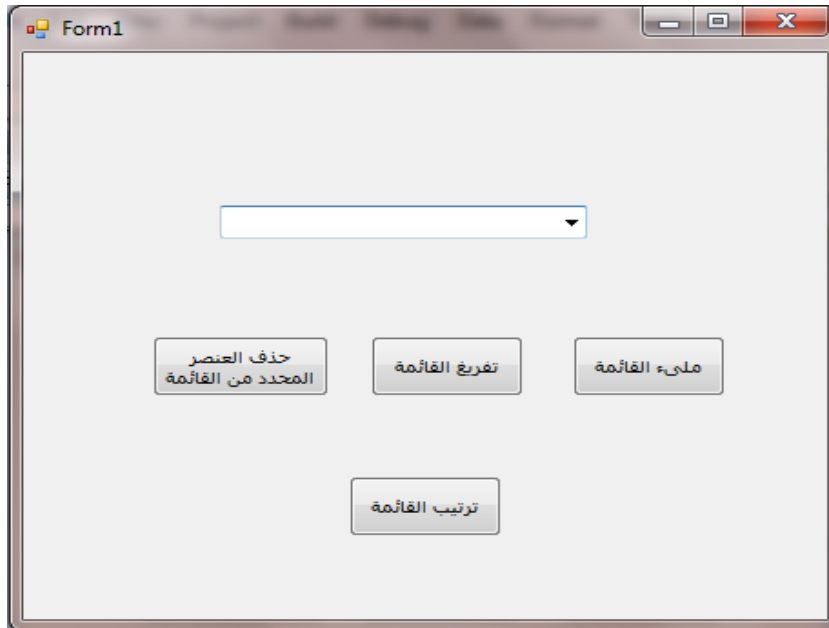 Form1
ملىء القائمة
تفريغ القائمة
حذف العنصر
المحدد من القائمة
ترتيب القائمة